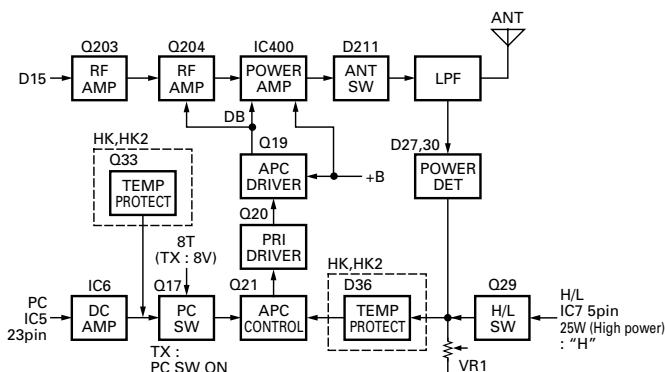 ANT
Q203
Q204
IC400
D211
D15
RF
AMP
RF
AMP
POWER
AMP
ANT
SW
LPF
DB
HK,HK2
Q33
TEMP
PROTECT
Q19
APC
DRIVER
+B
D27,30
POWER
DET
Q20
PRI
DRIVER
8T
(TX : 8V)
HK,HK2
PC
IC5
23pin
IC6
DC
AMP
Q17
PC
SW
TX :
PC SW ON
Q21
APC
CONTROL
D36
TEMP
PROTECT
Q29
H/L
SW
H/L
IC7 5pin
25W (High power)
: “H”
VR1